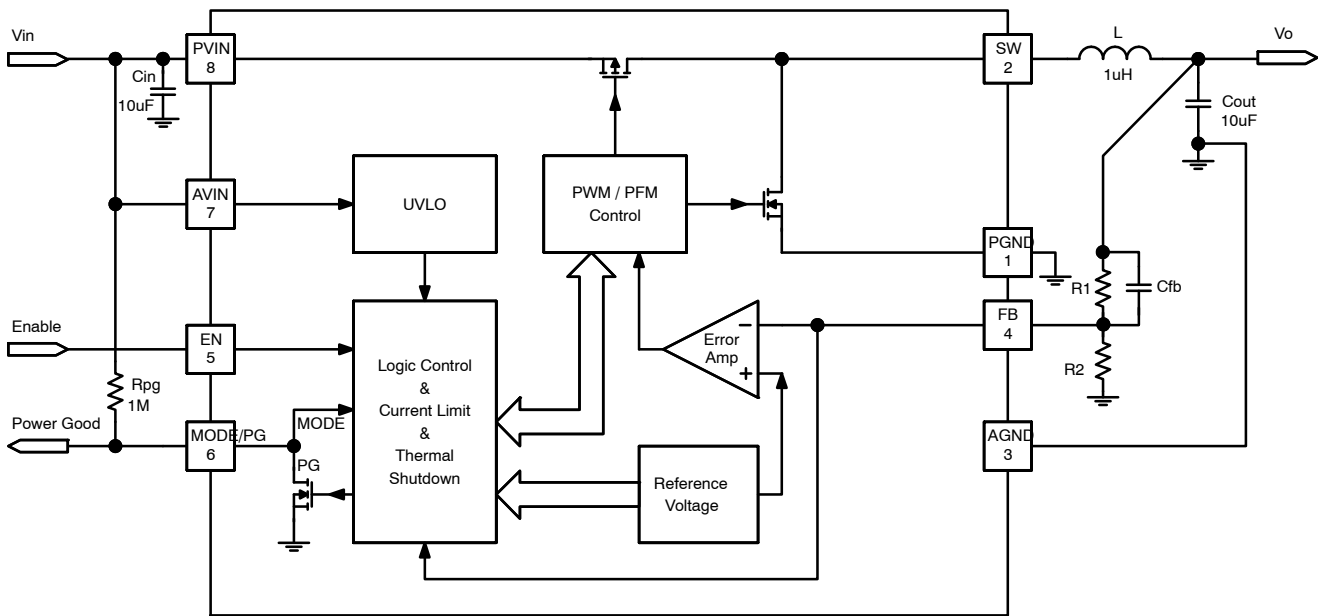 Vin
PVIN
8
Cin
10uF
SW
2
L
1uH
Vo
Cout
10uF
AVIN
7
UVLO
PWM / PFM
Control
PGND
1
R1
Cfb
Enable
EN
5
FB
4
Error
Amp
−
+
R2
Rpg
1M
Logic Control
&
Current Limit
&
Thermal
Shutdown
Power Good
MODE/PG
6
MODE
PG
Reference
Voltage
AGND
3